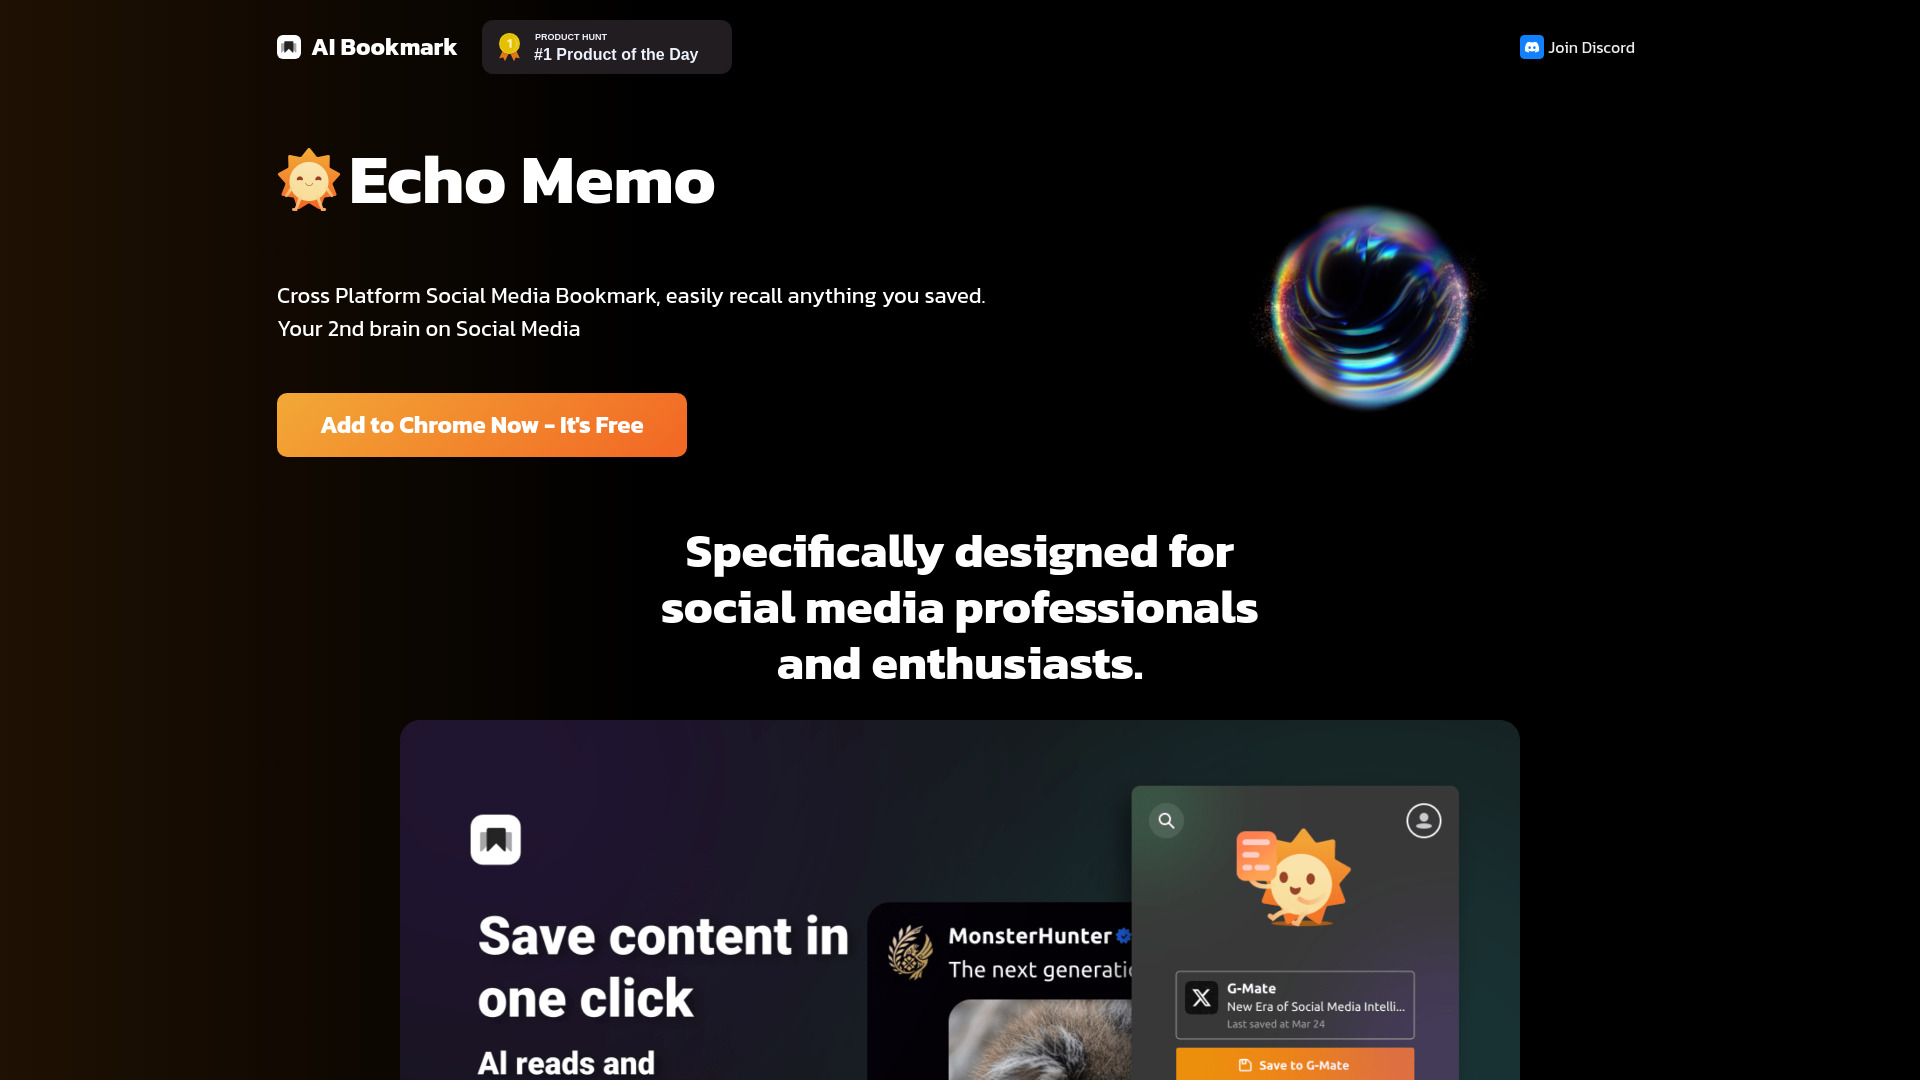 AI Bookmark
1
PRODUCT HUNT
#1 Product of the Day
Join Discord
Echo Memo
Cross Platform Social Media Bookmark, easily recall anything you saved.
Your 2nd brain on Social Media
Add to Chrome Now - It's Free
Specifically designed for
social media professionals
and enthusiasts.
Save content in
one click
AI reads and
MonsterHunter
The next generatic
G-Mate
New Era of Social Media Intelli...
Last saved at Mar 24
Save to G-Mate